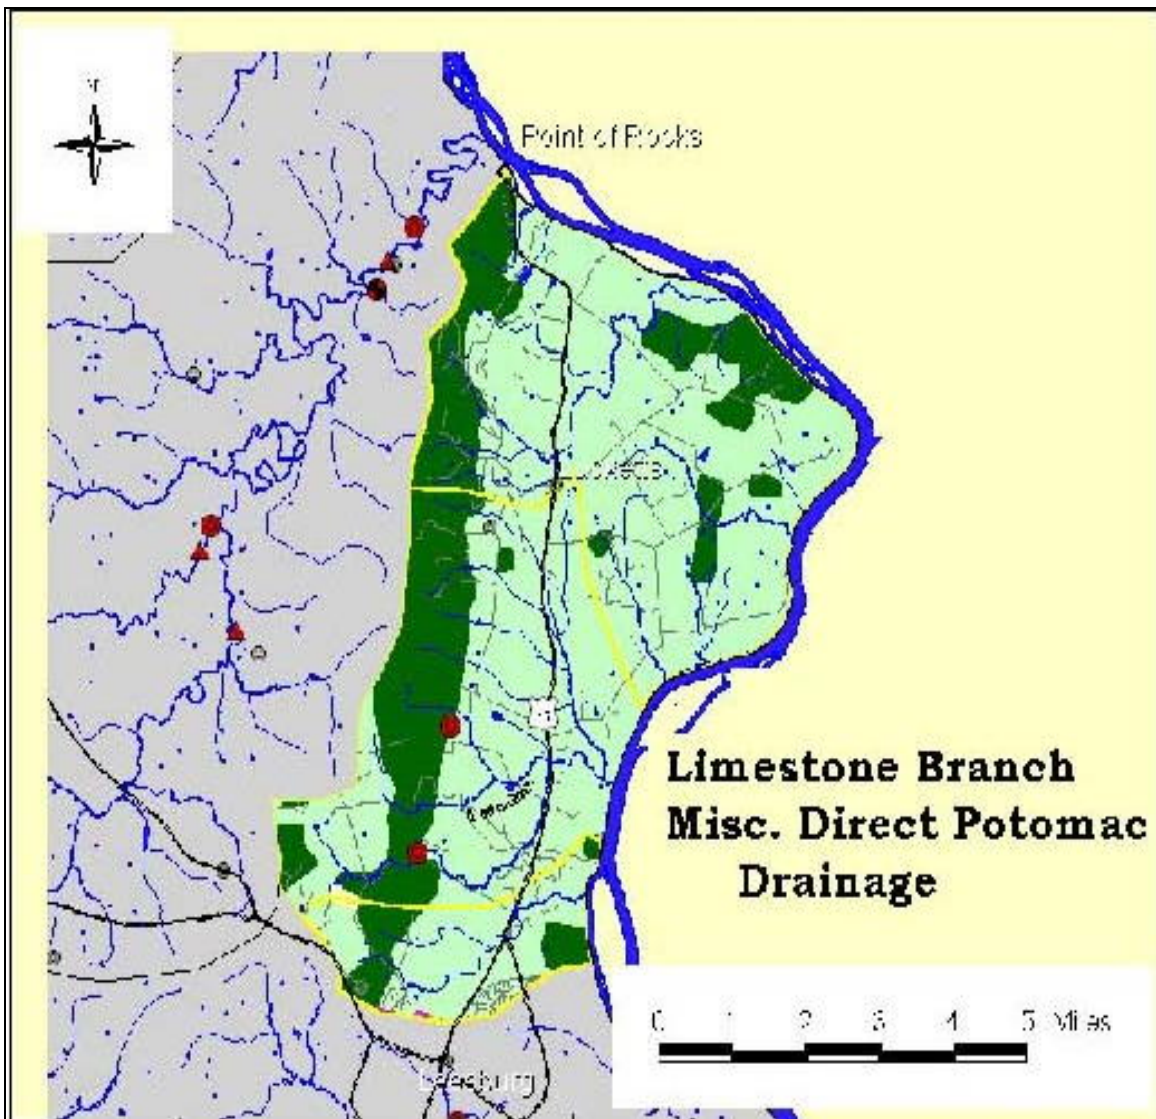 Point of Rocks
Limestone Branch
Misc. Direct Potomac
Drainage
0 1 2 3 4 5 Miles
Leesburg